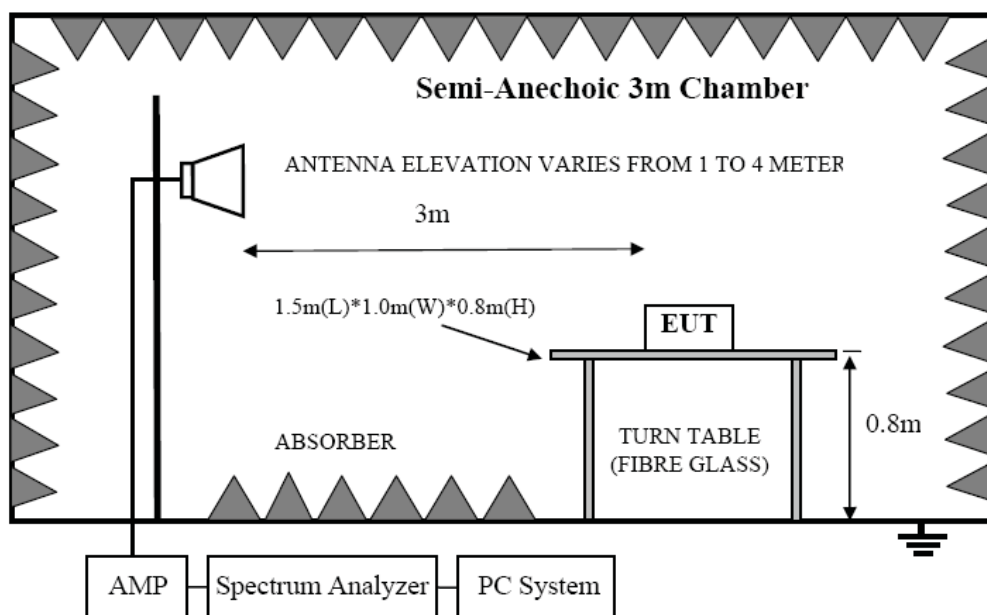 Semi-Anechoic 3m Chamber
ANTENNA ELEVATION VARIES FROM 1 TO 4 METER
3m
1.5m(L)*1.0m(W)*0.8m(H)
EUT
0.8m
ABSORBER
TURN TABLE
(FIBRE GLASS)
AMP
Spectrum Analyzer
PC System